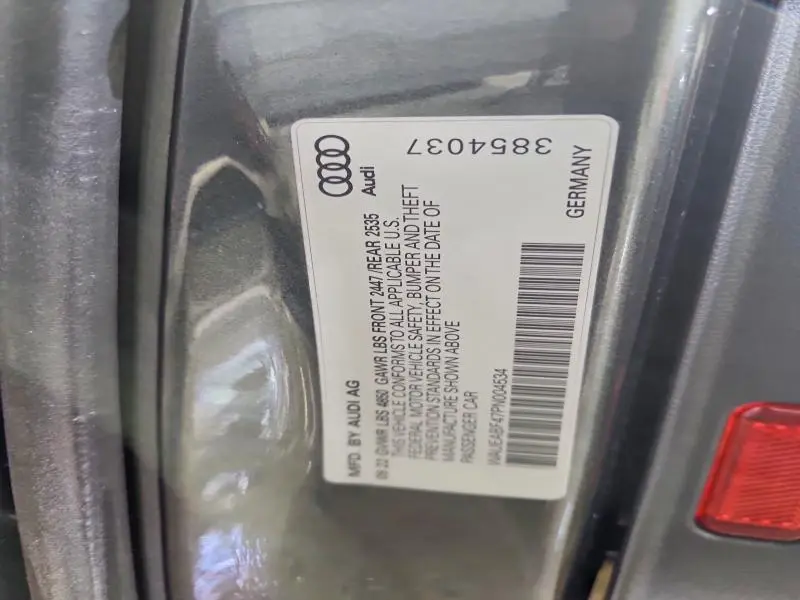 Audi
3854037
MFD. BY AUDI AG
09 22 GVWR LBS 4850 GAWR LBS FRONT 2447 / REAR 2535
THIS VEHICLE CONFORMS TO ALL APPLICABLE U.S.
FEDERAL MOTOR VEHICLE SAFETY, BUMPER AND THEFT
PREVENTION STANDARDS IN EFFECT ON THE DATE OF
MANUFACTURE SHOWN ABOVE
PASSENGER CAR
WAUEABF47PN004534
GERMANY